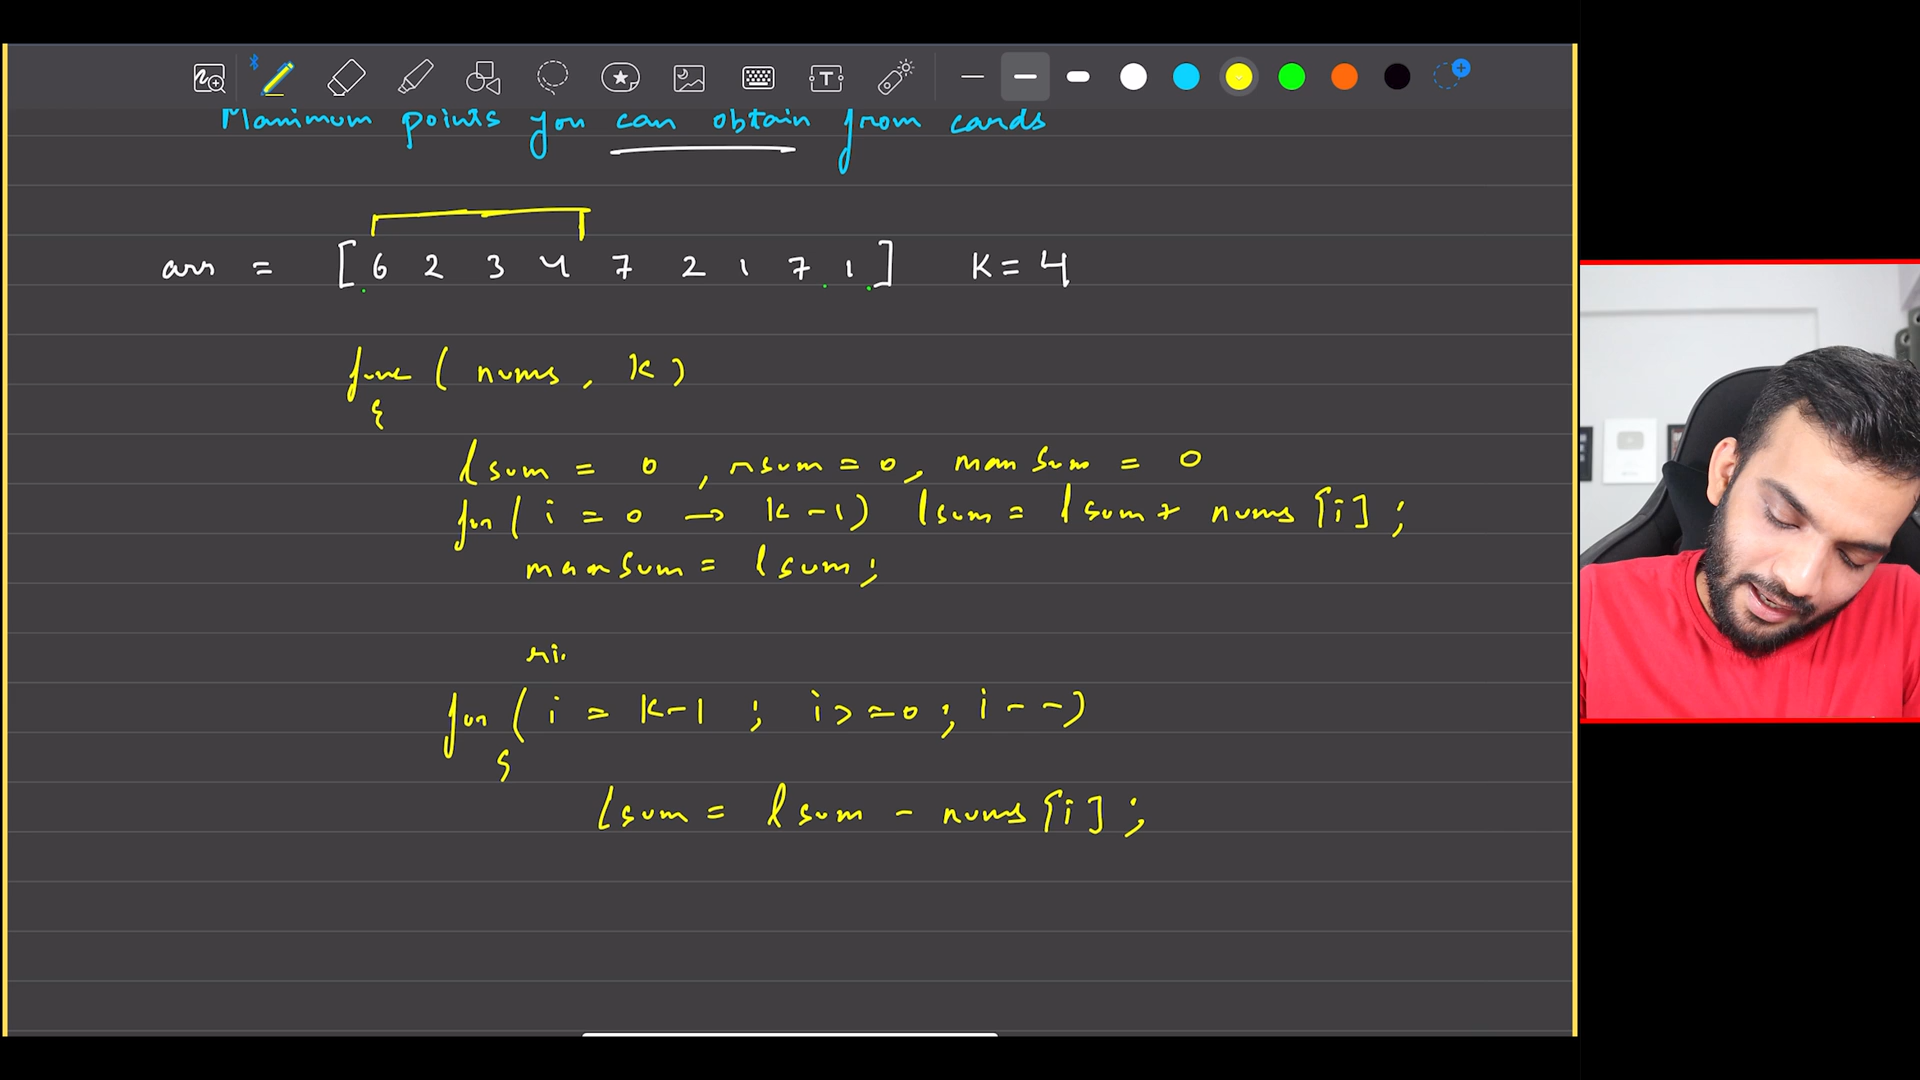 Maximum points you can obtain from cards
arr = [ 6 2 3 4 7 2 1 7 1 ] K = 4
func ( nums , k )
{
lsum = 0 , rsum = 0 , maxSum = 0
for ( i = 0 → k - 1 ) lsum = lsum + nums [ i ] ;
maxSum = lsum ;
ri.
for ( i = k - 1 ; i >= 0 ; i -- )
{
lsum = lsum - nums [ i ] ;